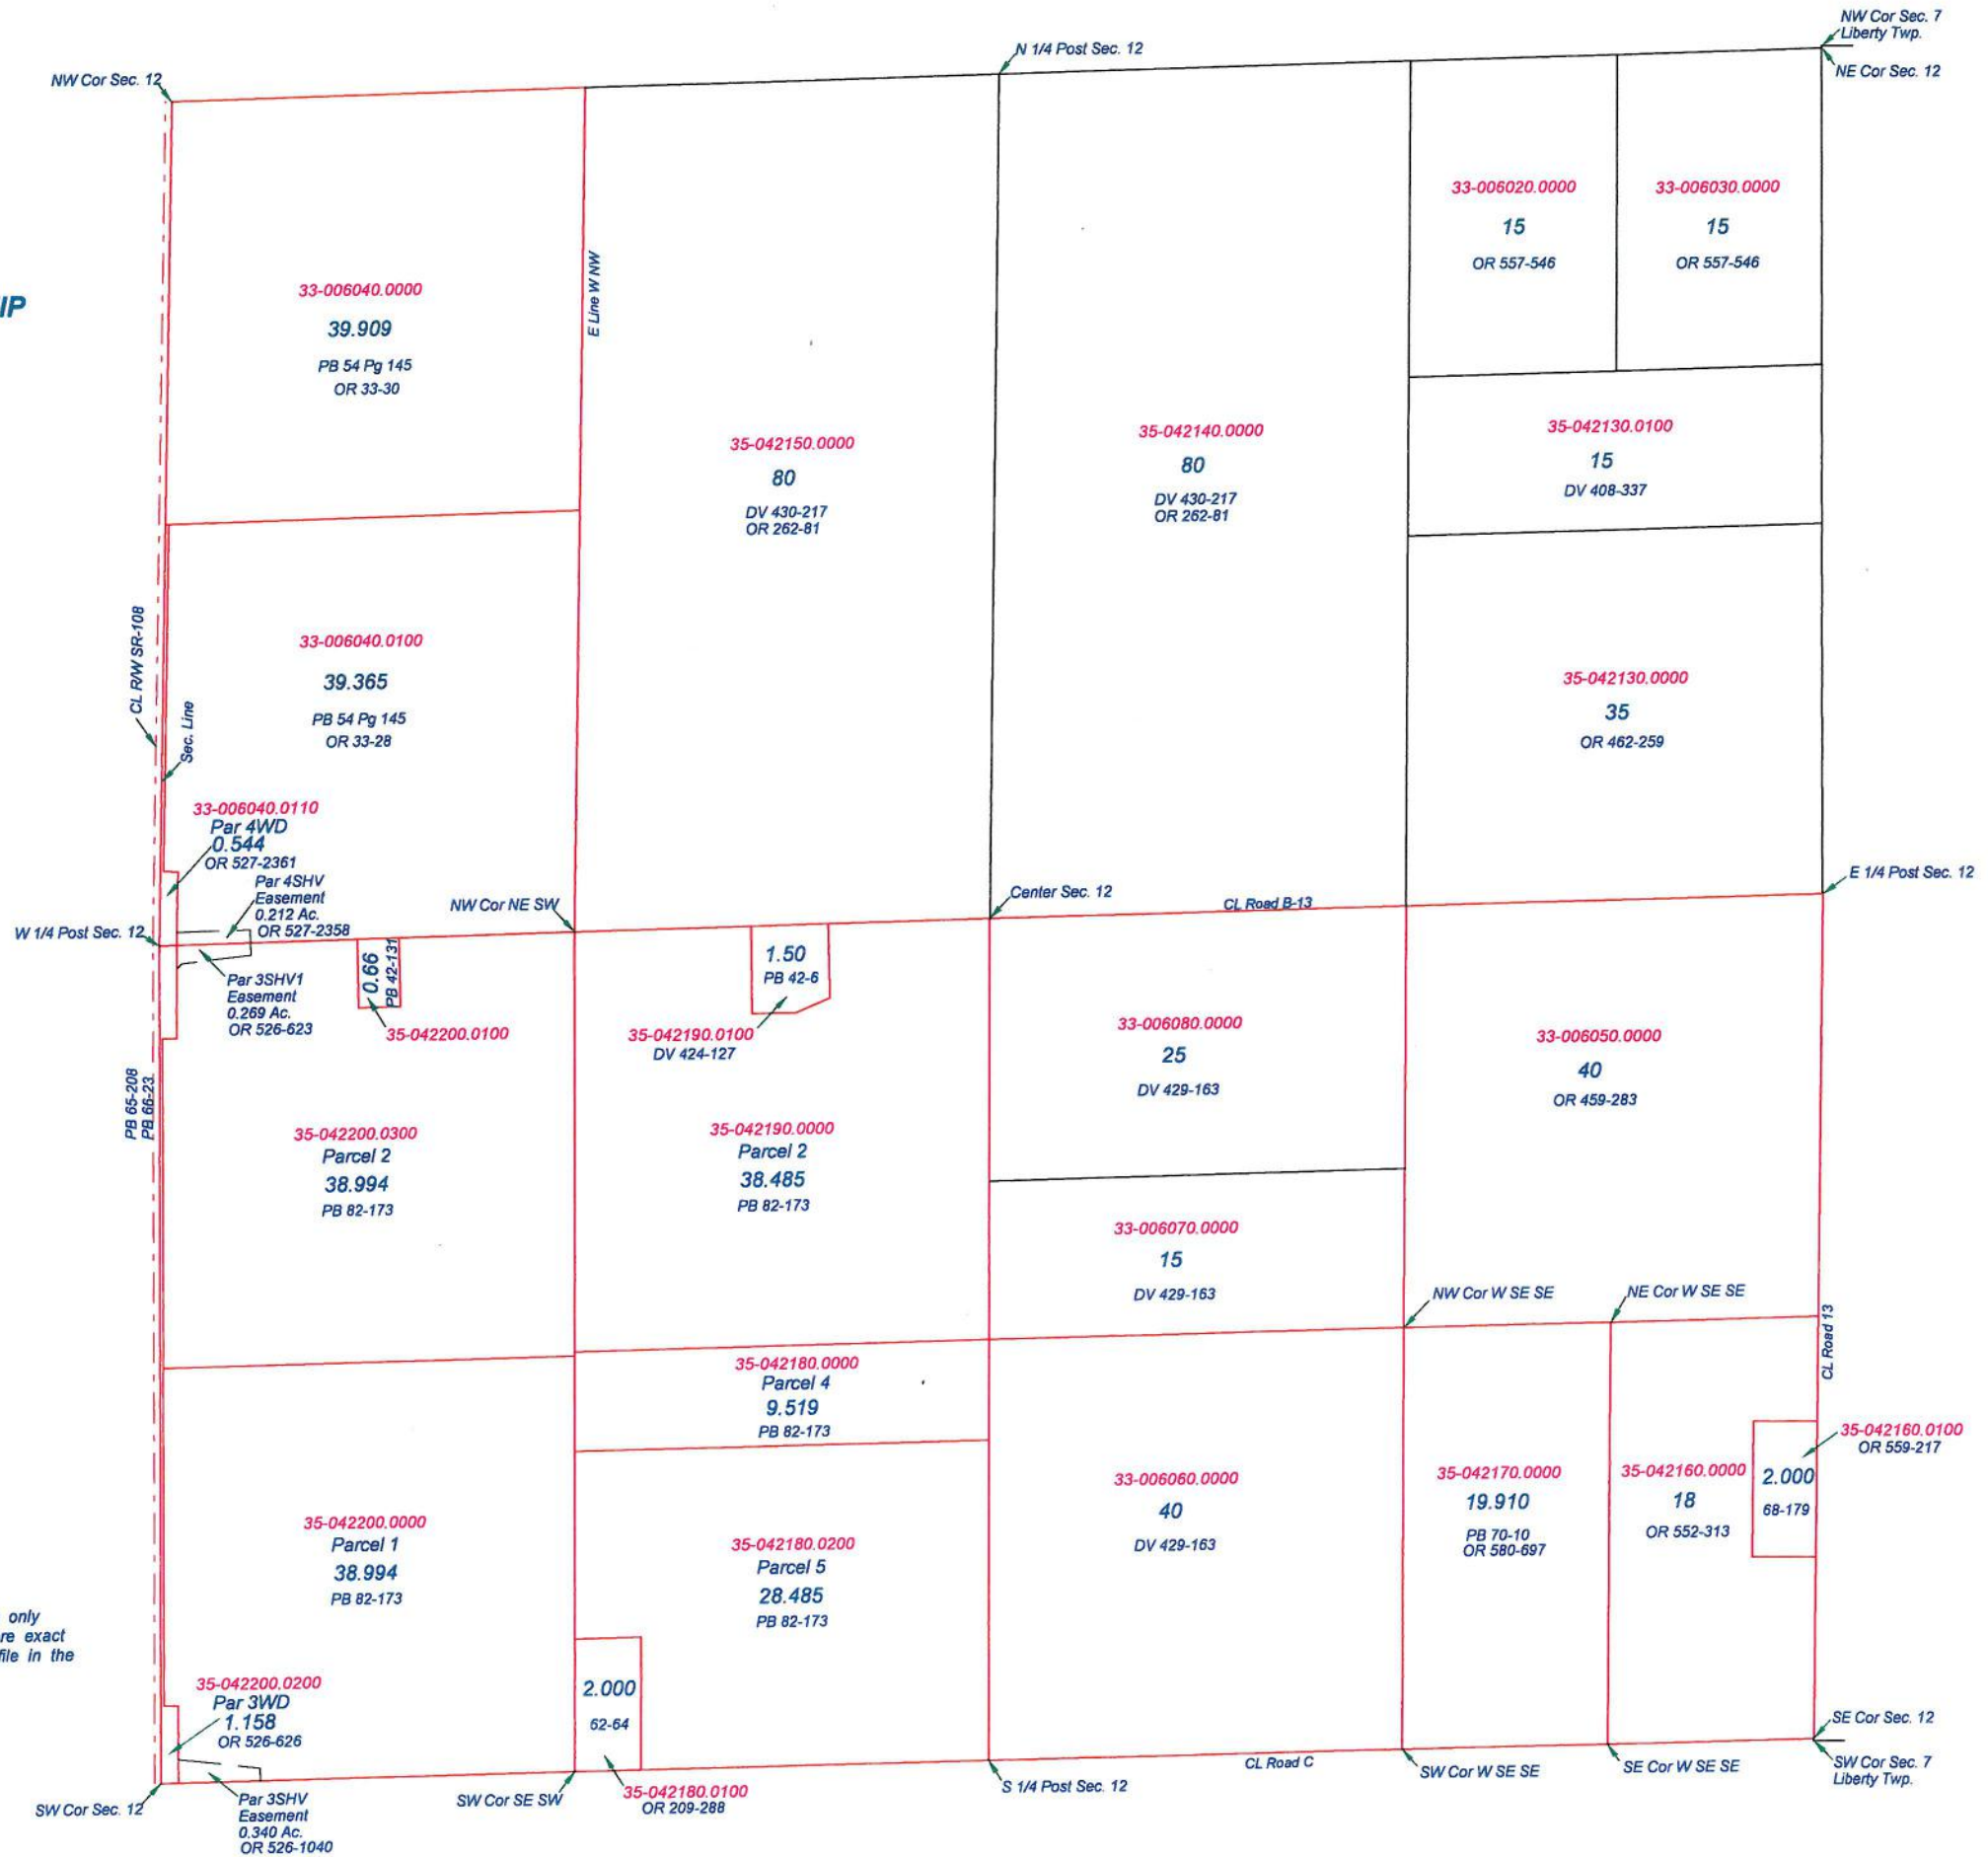 NW Cor Sec. 7
Liberty Twp.
NE Cor Sec. 12
N 1/4 Post Sec. 12
NW Cor Sec. 12
IP
33-006040.0000
39.909
PB 54 Pg 145
OR 33-30
E Line W NW
35-042150.0000
80
DV 430-217
OR 262-81
35-042140.0000
80
DV 430-217
OR 262-81
33-006020.0000
15
OR 557-546
33-006030.0000
15
OR 557-546
35-042130.0100
15
DV 408-337
35-042130.0000
35
OR 462-259
CL R/W SR-108
Sec. Line
33-006040.0100
39.365
PB 54 Pg 145
OR 33-28
33-006040.0110
Par 4WD
0.544
OR 527-2361
Par 4SHV
Easement
0.212 Ac.
OR 527-2358
W 1/4 Post Sec. 12
NW Cor NE SW
Center Sec. 12
CL Road B-13
E 1/4 Post Sec. 12
Par 3SHV1
Easement
0.269 Ac.
OR 526-623
0.66
PB 42-131
35-042200.0100
1.50
PB 42-6
35-042190.0100
DV 424-127
PB 65-208
PB 66-23
35-042200.0300
Parcel 2
38.994
PB 82-173
35-042190.0000
Parcel 2
38.485
PB 82-173
33-006080.0000
25
DV 429-163
33-006050.0000
40
OR 459-283
33-006070.0000
15
DV 429-163
NW Cor W SE SE
NE Cor W SE SE
CL Road 13
35-042180.0000
Parcel 4
9.519
PB 82-173
35-042200.0000
Parcel 1
38.994
PB 82-173
35-042180.0200
Parcel 5
28.485
PB 82-173
33-006060.0000
40
DV 429-163
35-042170.0000
19.910
PB 70-10
OR 580-697
35-042160.0000
18
OR 552-313
2.000
68-179
35-042160.0100
OR 559-217
only
re exact
file in the
35-042200.0200
Par 3WD
1.158
OR 526-626
2.000
62-64
35-042180.0100
OR 209-288
SW Cor Sec. 12
Par 3SHV
Easement
0.340 Ac.
OR 526-1040
SW Cor SE SW
S 1/4 Post Sec. 12
CL Road C
SW Cor W SE SE
SE Cor W SE SE
SE Cor Sec. 12
SW Cor Sec. 7
Liberty Twp.